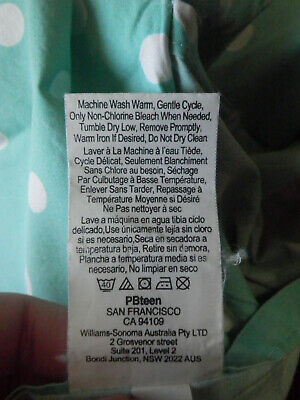 Machine Wash Warm, Gentle Cycle,
Only Non-Chlorine Bleach When Needed,
Tumble Dry Low, Remove Promptly,
Warm Iron If Desired, Do Not Dry Clean
Laver à La Machine à l'eau Tiède,
Cycle Délicat, Seulement Blanchiment
Sans Chlore au besoin, Séchage
Par Culbutage à Basse Température,
Enlever Sans Tarder, Repassage à
Température Moyenne si Désiré
Ne Pas nettoyer à sec
Lave a máquina en agua tibia ciclo
delicado,Use únicamente lejía sin cloro
si es necesario,Seca en secadora a
temperatura baja, Retire sin demora,
Plancha a temperatura media si es
necesario, No limpiar en seco
40
PBteen
SAN FRANCISCO
CA 94109
Williams-Sonoma Australia Pty LTD
2 Grosvenor street
Suite 201, Level 2
Bondi Junction, NSW 2022 AUS